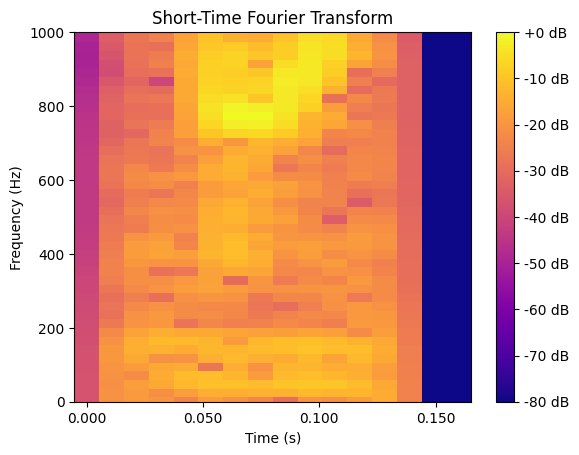 Short-Time Fourier Transform
1000
800
600
400
200
0
Frequency (Hz)
0.000
0.050
0.100
0.150
Time (s)
+0 dB
-10 dB
-20 dB
-30 dB
-40 dB
-50 dB
-60 dB
-70 dB
-80 dB